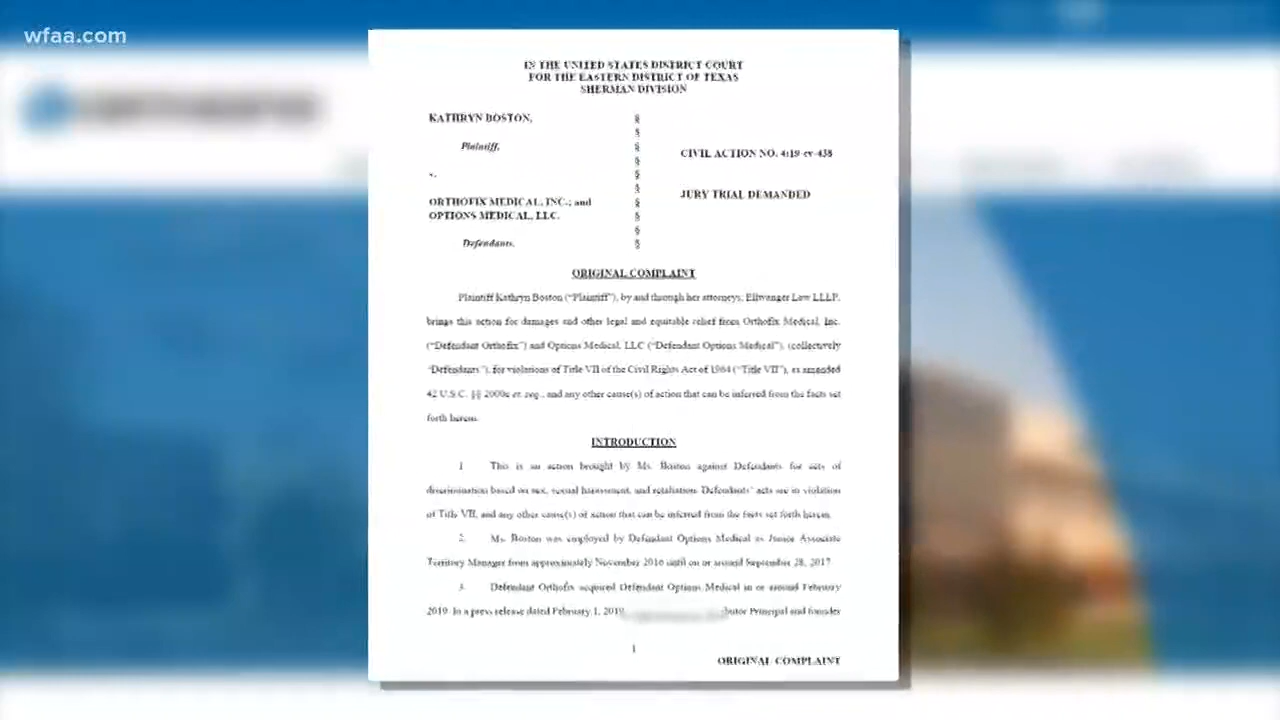 wfaa.com
IN THE UNITED STATES DISTRICT COURT
FOR THE EASTERN DISTRICT OF TEXAS
SHERMAN DIVISION
KATHRYN BOSTON,
Plaintiff,
v.
ORTHOFIX MEDICAL, INC.; and
OPTIONS MEDICAL, LLC.
Defendants.
§
§
§
§
§
§
§
§
§
§
CIVIL ACTION NO. 4:19-cv-438
JURY TRIAL DEMANDED
ORIGINAL COMPLAINT
Plaintiff Kathryn Boston (“Plaintiff”), by and through her attorneys, Ellwanger Law LLLP,
brings this action for damages and other legal and equitable relief from Orthofix Medical, Inc.
(“Defendant Orthofix”) and Options Medical, LLC (“Defendant Options Medical”), (collectively
“Defendants”), for violations of Title VII of the Civil Rights Act of 1964 (“Title VII”), as amended
42 U.S.C. §§ 2000e et. seq., and any other cause(s) of action that can be inferred from the facts set
forth herein.
INTRODUCTION
1. This is an action brought by Ms. Boston against Defendants for acts of
discrimination based on sex, sexual harassment, and retaliation. Defendants’ acts are in violation
of Title VII, and any other cause(s) of action that can be inferred from the facts set forth herein.
2. Ms. Boston was employed by Defendant Options Medical as Junior Associate
Territory Manager from approximately November 2016 until on or around September 28, 2017.
3. Defendant Orthofix acquired Defendant Options Medical in or around February
2019. In a press release dated February 1, 2019, butor Principal and founder
1
ORIGINAL COMPLAINT